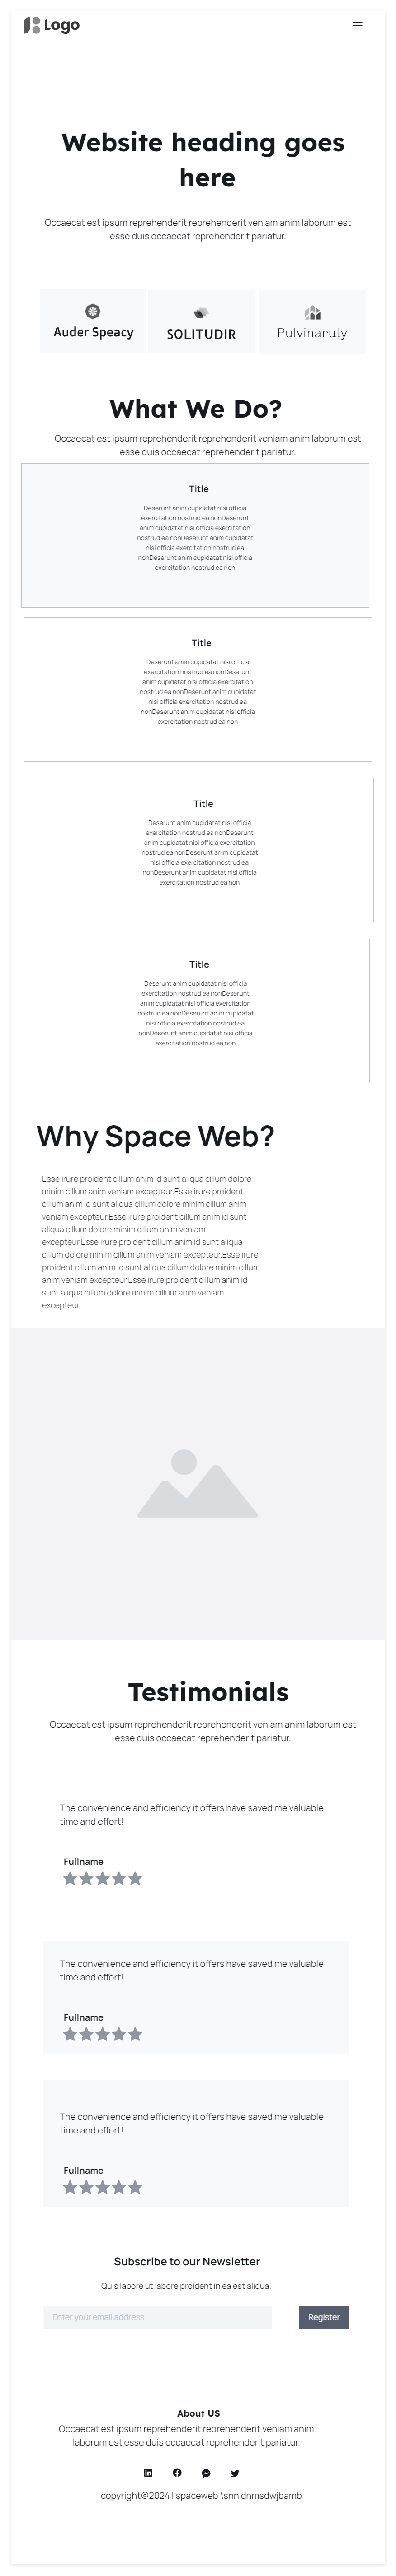 Logo
Website heading goes
here
Occaecat est ipsum reprehenderit reprehenderit veniam anim laborum est
esse duis occaecat reprehenderit pariatur.
Auder Speacy
SOLITUDIR
Pulvinaruty
What We Do?
Occaecat est ipsum reprehenderit reprehenderit veniam anim laborum est
esse duis occaecat reprehenderit pariatur.
Title
Deserunt anim cupidatat nisi officia
exercitation nostrud ea nonDeserunt
anim cupidatat nisi officia exercitation
nostrud ea nonDeserunt anim cupidatat
nisi officia exercitation nostrud ea
nonDeserunt anim cupidatat nisi officia
exercitation nostrud ea non
Title
Deserunt anim cupidatat nisi officia
exercitation nostrud ea nonDeserunt
anim cupidatat nisi officia exercitation
nostrud ea nonDeserunt anim cupidatat
nisi officia exercitation nostrud ea
nonDeserunt anim cupidatat nisi officia
exercitation nostrud ea non
Title
Deserunt anim cupidatat nisi officia
exercitation nostrud ea nonDeserunt
anim cupidatat nisi officia exercitation
nostrud ea nonDeserunt anim cupidatat
nisi officia exercitation nostrud ea
nonDeserunt anim cupidatat nisi officia
exercitation nostrud ea non
Title
Deserunt anim cupidatat nisi officia
exercitation nostrud ea nonDeserunt
anim cupidatat nisi officia exercitation
nostrud ea nonDeserunt anim cupidatat
nisi officia exercitation nostrud ea
nonDeserunt anim cupidatat nisi officia
exercitation nostrud ea non
Why Space Web?
Esse irure proident cillum anim id sunt aliqua cillum dolore
minim cillum anim veniam excepteur.Esse irure proident
cillum anim id sunt aliqua cillum dolore minim cillum anim
veniam excepteur.Esse irure proident cillum anim id sunt
aliqua cillum dolore minim cillum anim veniam
excepteur.Esse irure proident cillum anim id sunt aliqua
cillum dolore minim cillum anim veniam excepteur.Esse irure
proident cillum anim id sunt aliqua cillum dolore minim cillum
anim veniam excepteur.Esse irure proident cillum anim id
sunt aliqua cillum dolore minim cillum anim veniam
excepteur.
Testimonials
Occaecat est ipsum reprehenderit reprehenderit veniam anim laborum est
esse duis occaecat reprehenderit pariatur.
The convenience and efficiency it offers have saved me valuable
time and effort!
Fullname
The convenience and efficiency it offers have saved me valuable
time and effort!
Fullname
The convenience and efficiency it offers have saved me valuable
time and effort!
Fullname
Subscribe to our Newsletter
Quis labore ut labore proident in ea est aliqua.
Enter your email address
Register
About US
Occaecat est ipsum reprehenderit reprehenderit veniam anim
laborum est esse duis occaecat reprehenderit pariatur.
copyright@2024 | spaceweb \snn dnmsdwjbamb